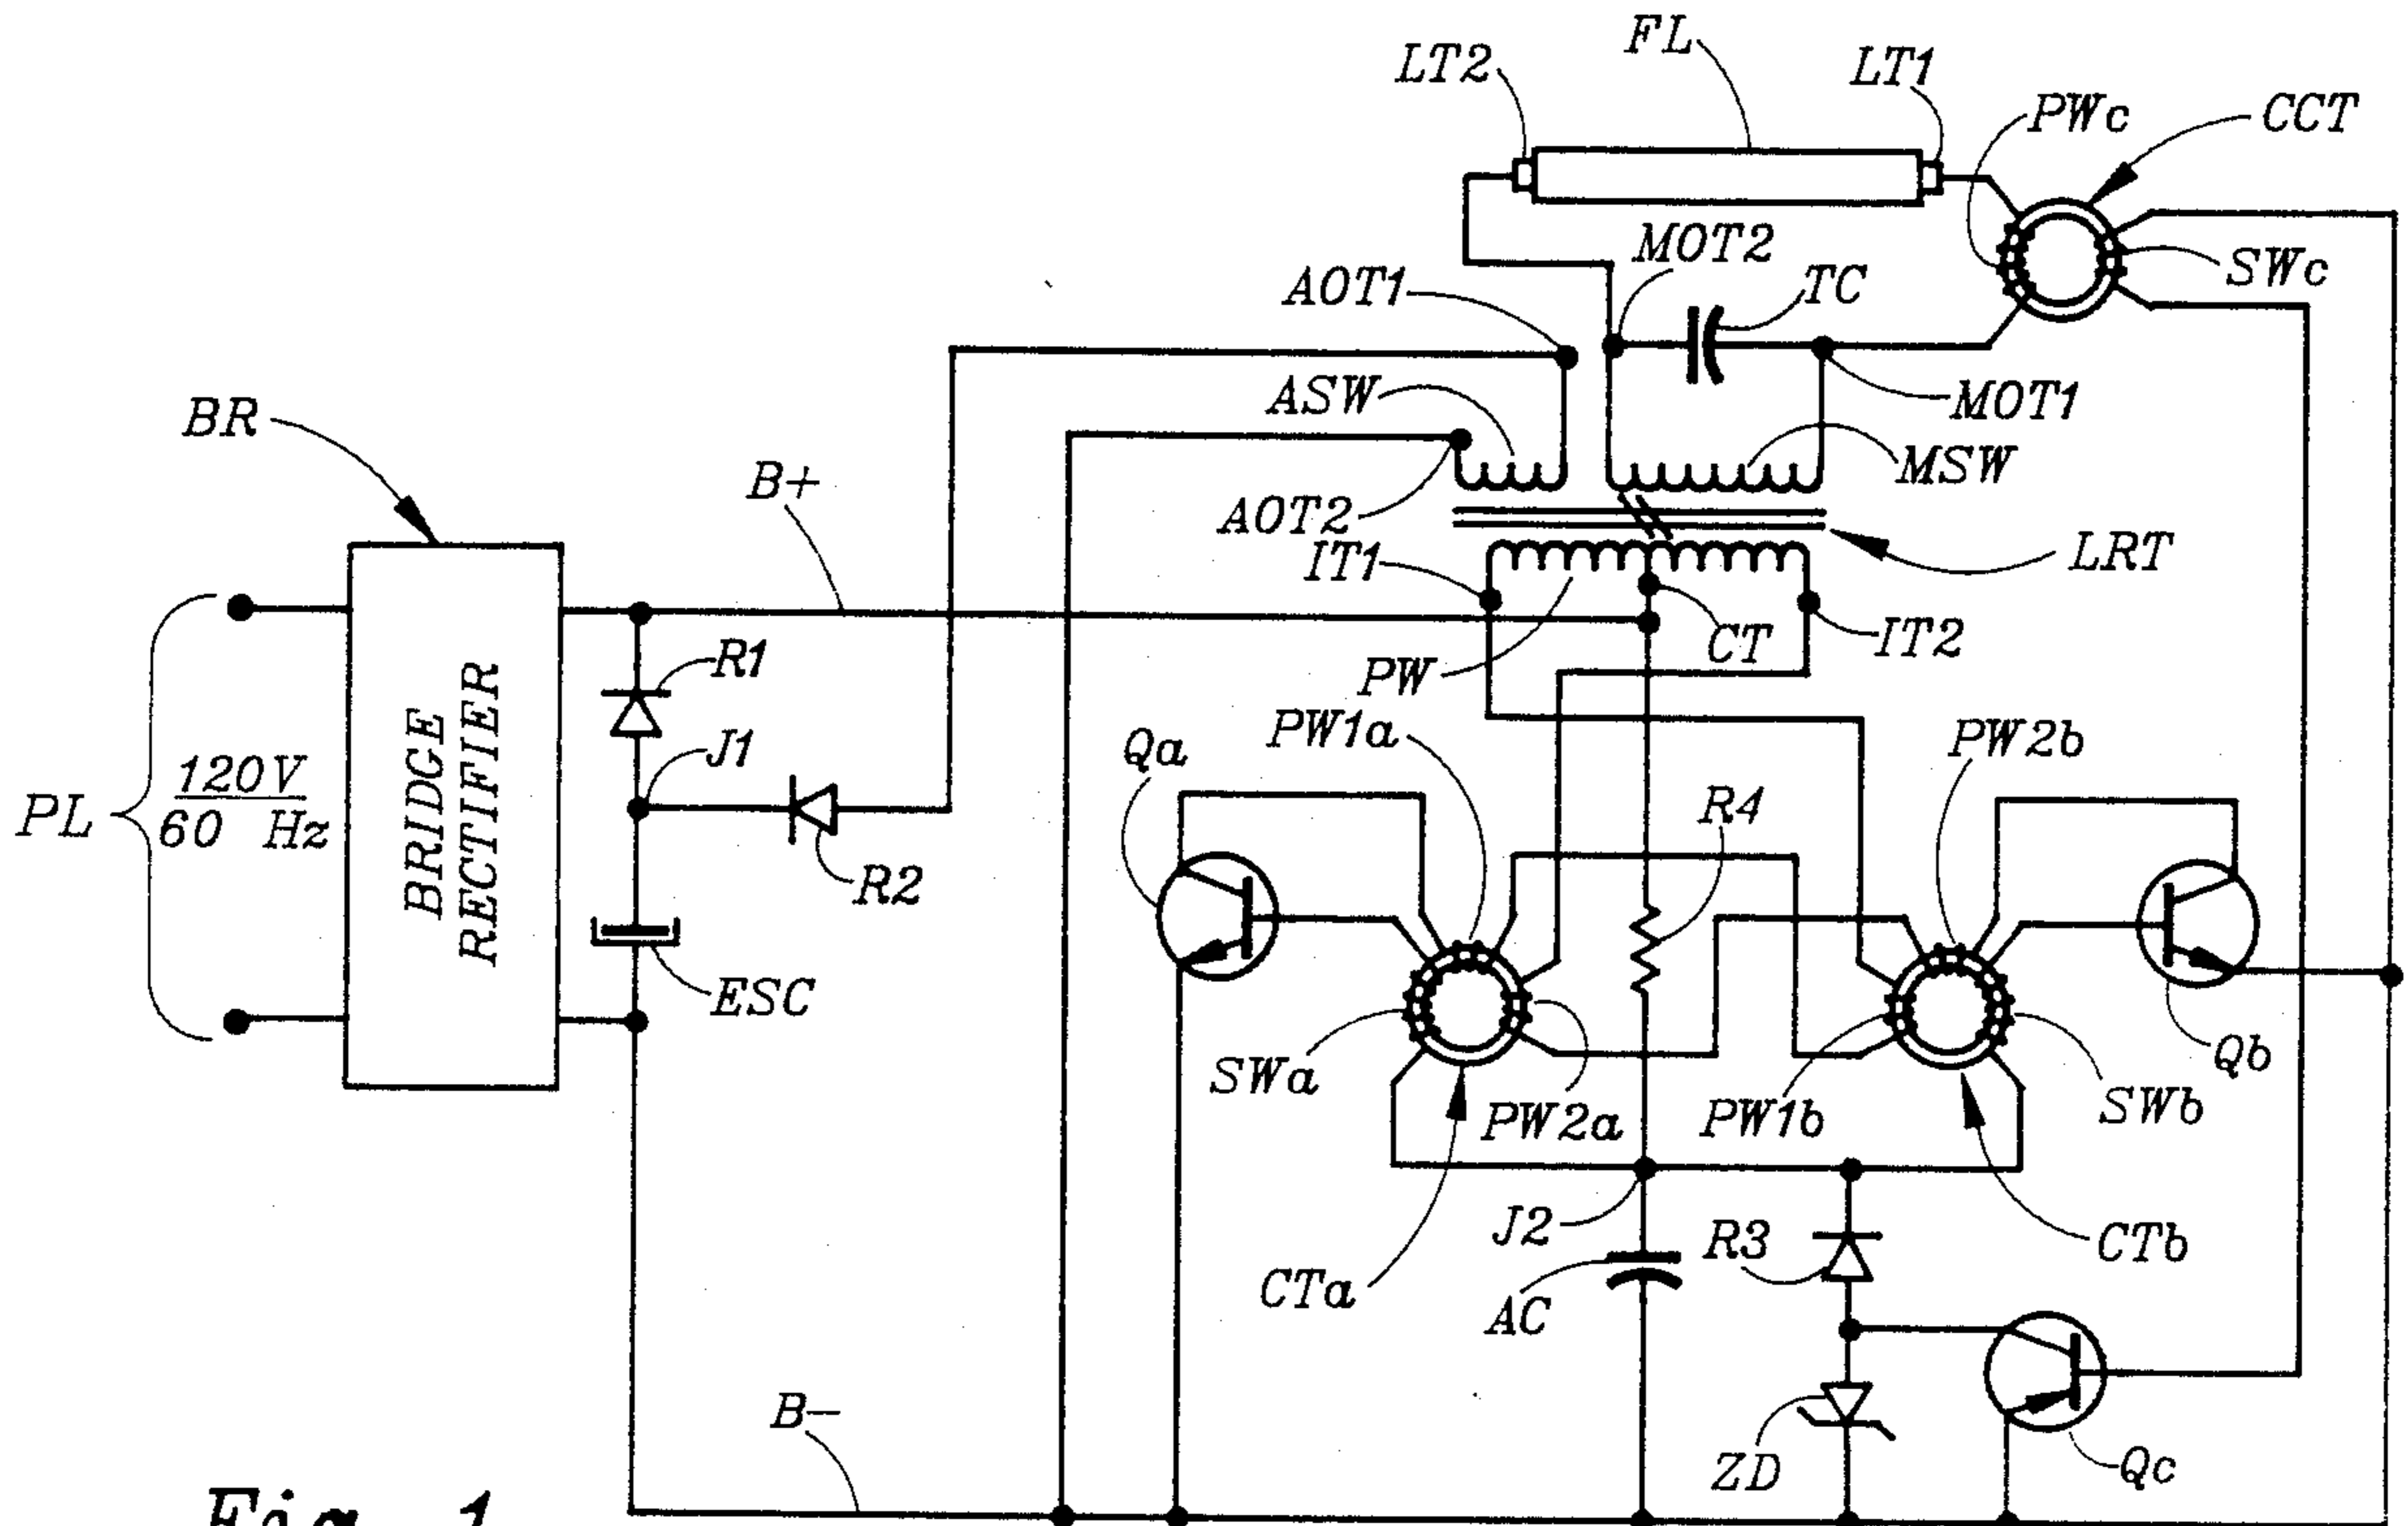 FL
LT2
LT1
PWc
CCT
MOT2
TC
SWc
AOT1
ASW
MOT1
BR
B+
MSW
AOT2
IT1
LRT
CT
IT2
R1
PW
PW1a
J1
Qa
PW2b
PL
120V
60 Hz
BRIDGE
RECTIFIER
R4
R2
ESC
SWa
PW2a
PW1b
SWb
Qb
J2
R3
CTb
CTa
AC
B-
ZD
Qc
Fig. 1